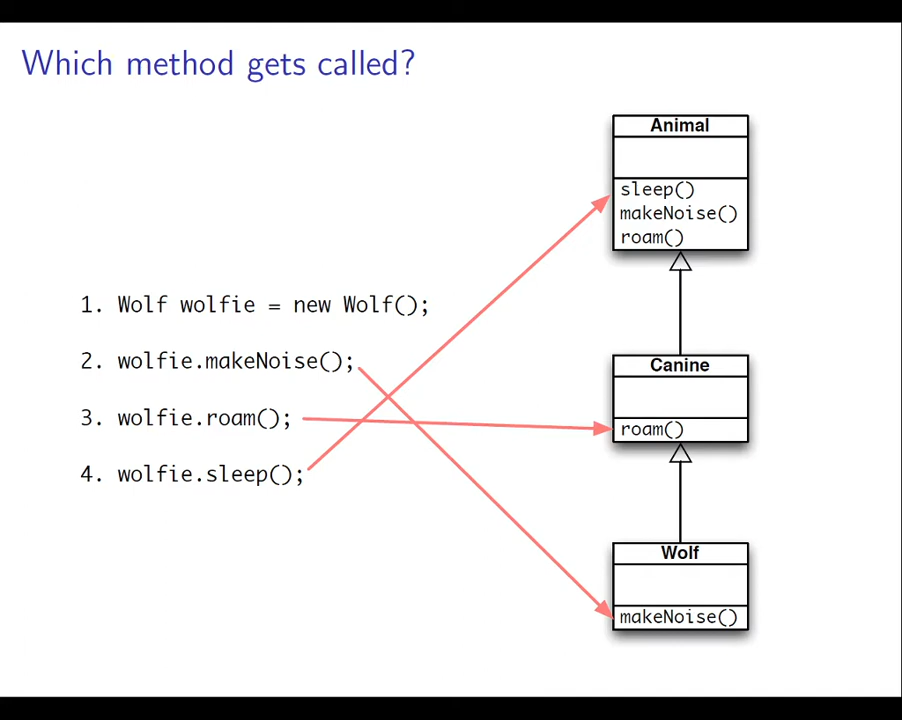 Which method gets called?
1. Wolf wolfie = new Wolf();
2. wolfie.makeNoise();
3. wolfie.roam();
4. wolfie.sleep();
Animal
sleep()
makeNoise()
roam()
Canine
roam()
Wolf
makeNoise()